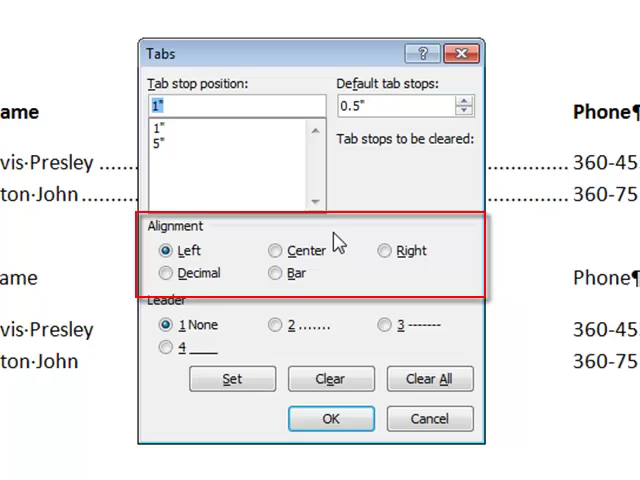 Tabs
Tab stop position: Default tab stops:
1" 0.5"
1"
5"
Tab stops to be cleared:
ame Phone¶
vis·Presley ........ 360-45
ton·John ........ 360-75
Alignment
Left Center Right
Decimal Bar
ame Phone¶
Leader
1 None 2 ....... 3 -------
4 ____
vis·Presley 360-45
ton·John 360-75
Set Clear Clear All
OK Cancel